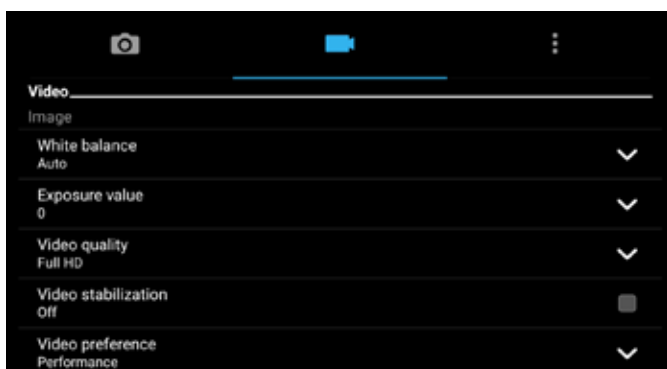 Video
Image
White balance
Auto
Exposure value
0
Video quality
Full HD
Video stabilization
Off
Video preference
Performance